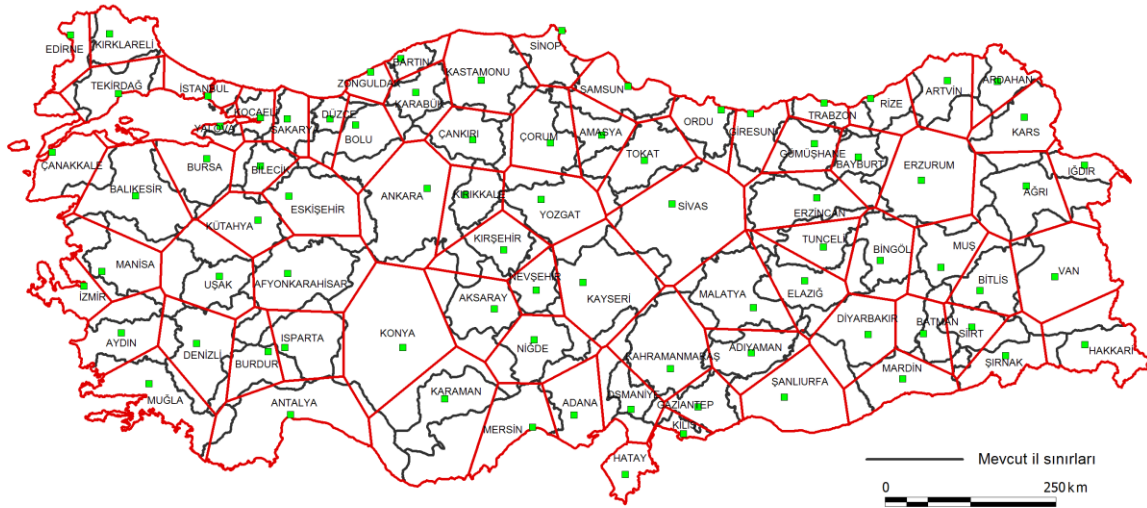 SİNOP
EDİRNE
KIRKLARELİ
BARTIN
KASTAMONU
ZONGULDAK
TEKİRDAĞ
İSTANBUL
SAMSUN
ARDAHAN
ARTVİN
KARABÜK
RİZE
KOCAELİ
TRABZON
ORDU
GİRESUN
KARS
YALOVA
SAKARY
DÜZCE
BOLU
ÇANKIRI
ÇORUM
AMASYA
TOKAT
GÜMÜŞHANE
BAYBURT
ERZURUM
ÇANAKKALE
BURSA
BİLECİK
IĞDIR
BALIKESİR
ANKARA
KIRIKKALE
AĞRI
ESKİŞEHİR
YOZGAT
SİVAS
ERZİNCAN
KÜTAHYA
KIRŞEHİR
TUNCELİ
BİNGÖL
MUŞ
MANİSA
UŞAK
AFYONKARAHİSAR
NEVŞEHİR
BİTLİS
VAN
İZMİR
AKSARAY
KAYSERİ
MALATYA
ELAZIĞ
DİYARBAKIR
BATMAN
SİİRT
AYDIN
DENİZLİ
ISPARTA
KONYA
NİĞDE
ADIYAMAN
BURDUR
KAHRAMANMARAŞ
HAKKARİ
ŞIRNAK
MARDİN
MUĞLA
KARAMAN
ŞANLIURFA
ANTALYA
OSMANİYE
GAZİANTEP
ADANA
MERSİN
KİLİS
HATAY
Mevcut il sınırları
0 250 km